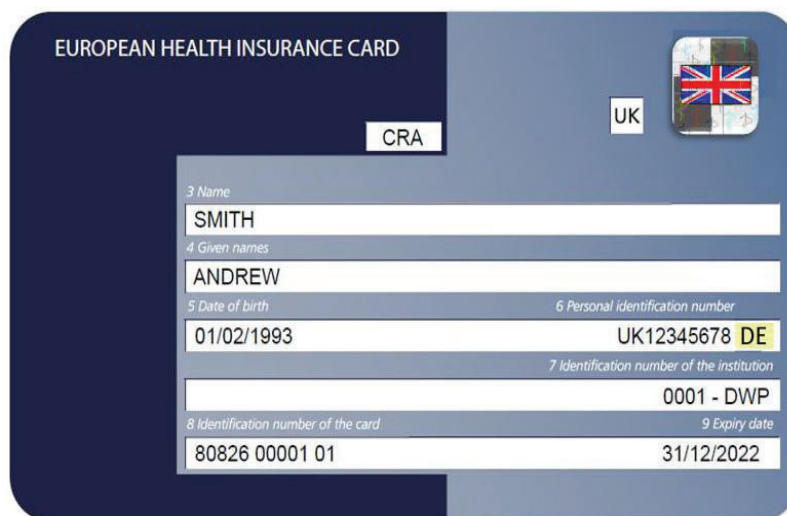 EUROPEAN HEALTH INSURANCE CARD
UK
CRA
3 Name
SMITH
4 Given names
ANDREW
5 Date of birth 6 Personal identification number
01/02/1993 UK12345678 DE
7 Identification number of the institution
0001 - DWP
8 Identification number of the card 9 Expiry date
80826 00001 01 31/12/2022